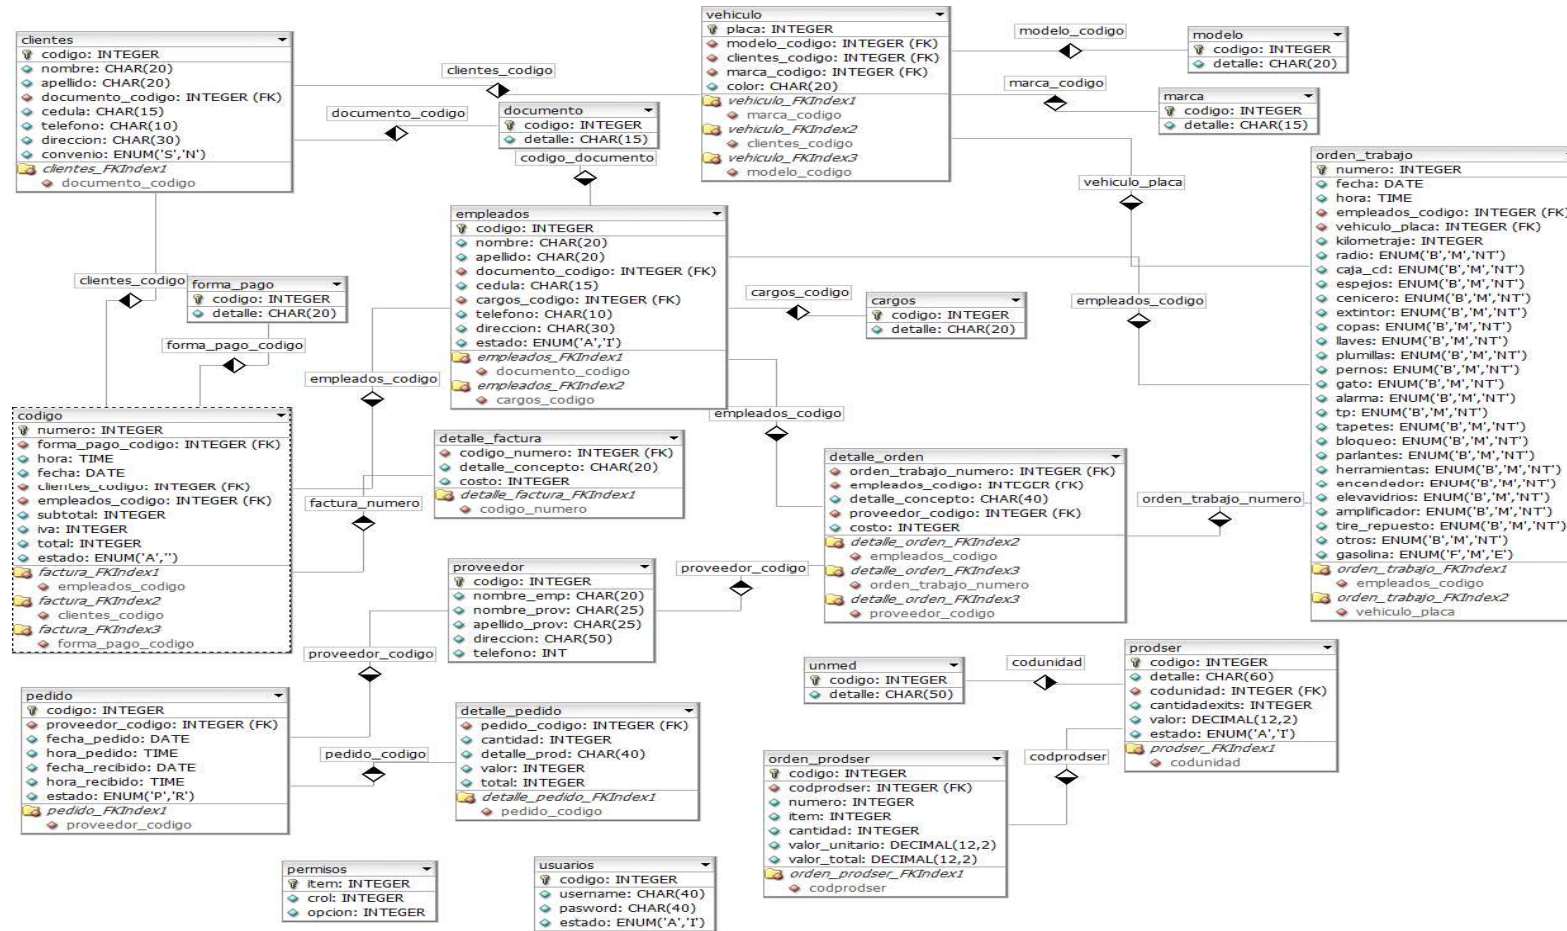 clientes
codigo: INTEGER
nombre: CHAR(20)
apellido: CHAR(20)
documento_codigo: INTEGER (FK)
cedula: CHAR(15)
telefono: CHAR(10)
direccion: CHAR(30)
convenio: ENUM('S','N')
clientes_FKIndex1
documento_codigo
clientes_codigo
documento_codigo
documento
codigo: INTEGER
detalle: CHAR(15)
codigo_documento
vehiculo
placa: INTEGER
modelo_codigo: INTEGER (FK)
clientes_codigo: INTEGER (FK)
marca_codigo: INTEGER (FK)
color: CHAR(20)
vehiculo_FKIndex1
marca_codigo
vehiculo_FKIndex2
clientes_codigo
vehiculo_FKIndex3
modelo_codigo
modelo_codigo
modelo
codigo: INTEGER
detalle: CHAR(20)
marca_codigo
marca
codigo: INTEGER
detalle: CHAR(15)
vehiculo_placa
orden_trabajo
numero: INTEGER
fecha: DATE
hora: TIME
empleados_codigo: INTEGER (FK)
vehiculo_placa: INTEGER (FK)
kilometraje: INTEGER
radio: ENUM('B','M','NT')
caja_cd: ENUM('B','M','NT')
espejos: ENUM('B','M','NT')
cenicero: ENUM('B','M','NT')
extintor: ENUM('B','M','NT')
copas: ENUM('B','M','NT')
llaves: ENUM('B','M','NT')
plumillas: ENUM('B','M','NT')
pernos: ENUM('B','M','NT')
gato: ENUM('B','M','NT')
alarma: ENUM('B','M','NT')
tp: ENUM('B','M','NT')
tapetes: ENUM('B','M','NT')
bloqueo: ENUM('B','M','NT')
parlantes: ENUM('B','M','NT')
herramientas: ENUM('B','M','NT')
encendedor: ENUM('B','M','NT')
elevavidrios: ENUM('B','M','NT')
amplificador: ENUM('B','M','NT')
tire_repuesto: ENUM('B','M','NT')
otros: ENUM('B','M','NT')
gasolina: ENUM('F','M','E')
orden_trabajo_FKIndex1
empleados_codigo
orden_trabajo_FKIndex2
vehiculo_placa
empleados
codigo: INTEGER
nombre: CHAR(20)
apellido: CHAR(20)
documento_codigo: INTEGER (FK)
cedula: CHAR(15)
cargos_codigo: INTEGER (FK)
telefono: CHAR(10)
direccion: CHAR(30)
estado: ENUM('A','I')
empleados_FKIndex1
documento_codigo
empleados_FKIndex2
cargos_codigo
clientes_codigo
forma_pago
codigo: INTEGER
detalle: CHAR(20)
forma_pago_codigo
cargos_codigo
cargos
codigo: INTEGER
detalle: CHAR(20)
empleados_codigo
empleados_codigo
empleados_codigo
codigo
numero: INTEGER
forma_pago_codigo: INTEGER (FK)
hora: TIME
fecha: DATE
clientes_codigo: INTEGER (FK)
empleados_codigo: INTEGER (FK)
subtotal: INTEGER
iva: INTEGER
total: INTEGER
estado: ENUM('A','')
factura_FKIndex1
empleados_codigo
factura_FKIndex2
clientes_codigo
factura_FKIndex3
forma_pago_codigo
detalle_factura
codigo_numero: INTEGER (FK)
detalle_concepto: CHAR(20)
costo: INTEGER
detalle_factura_FKIndex1
codigo_numero
factura_numero
detalle_orden
orden_trabajo_numero: INTEGER (FK)
empleados_codigo: INTEGER (FK)
detalle_concepto: CHAR(40)
proveedor_codigo: INTEGER (FK)
costo: INTEGER
detalle_orden_FKIndex2
empleados_codigo
detalle_orden_FKIndex3
orden_trabajo_numero
detalle_orden_FKIndex3
proveedor_codigo
orden_trabajo_numero
proveedor
codigo: INTEGER
nombre_emp: CHAR(20)
nombre_prov: CHAR(25)
apellido_prov: CHAR(25)
direccion: CHAR(50)
telefono: INT
proveedor_codigo
proveedor_codigo
pedido
codigo: INTEGER
proveedor_codigo: INTEGER (FK)
fecha_pedido: DATE
hora_pedido: TIME
fecha_recibido: DATE
hora_recibido: TIME
estado: ENUM('P','R')
pedido_FKIndex1
proveedor_codigo
pedido_codigo
detalle_pedido
pedido_codigo: INTEGER (FK)
cantidad: INTEGER
detalle_prod: CHAR(40)
valor: INTEGER
total: INTEGER
detalle_pedido_FKIndex1
pedido_codigo
unmed
codigo: INTEGER
detalle: CHAR(50)
codunidad
prodser
codigo: INTEGER
detalle: CHAR(60)
codunidad: INTEGER (FK)
cantidadexits: INTEGER
valor: DECIMAL(12,2)
estado: ENUM('A','I')
prodser_FKIndex1
codunidad
codprodser
orden_prodser
codigo: INTEGER
codprodser: INTEGER (FK)
numero: INTEGER
item: INTEGER
cantidad: INTEGER
valor_unitario: DECIMAL(12,2)
valor_total: DECIMAL(12,2)
orden_prodser_FKIndex1
codprodser
permisos
item: INTEGER
crol: INTEGER
opcion: INTEGER
usuarios
codigo: INTEGER
username: CHAR(40)
pasword: CHAR(40)
estado: ENUM('A','I')